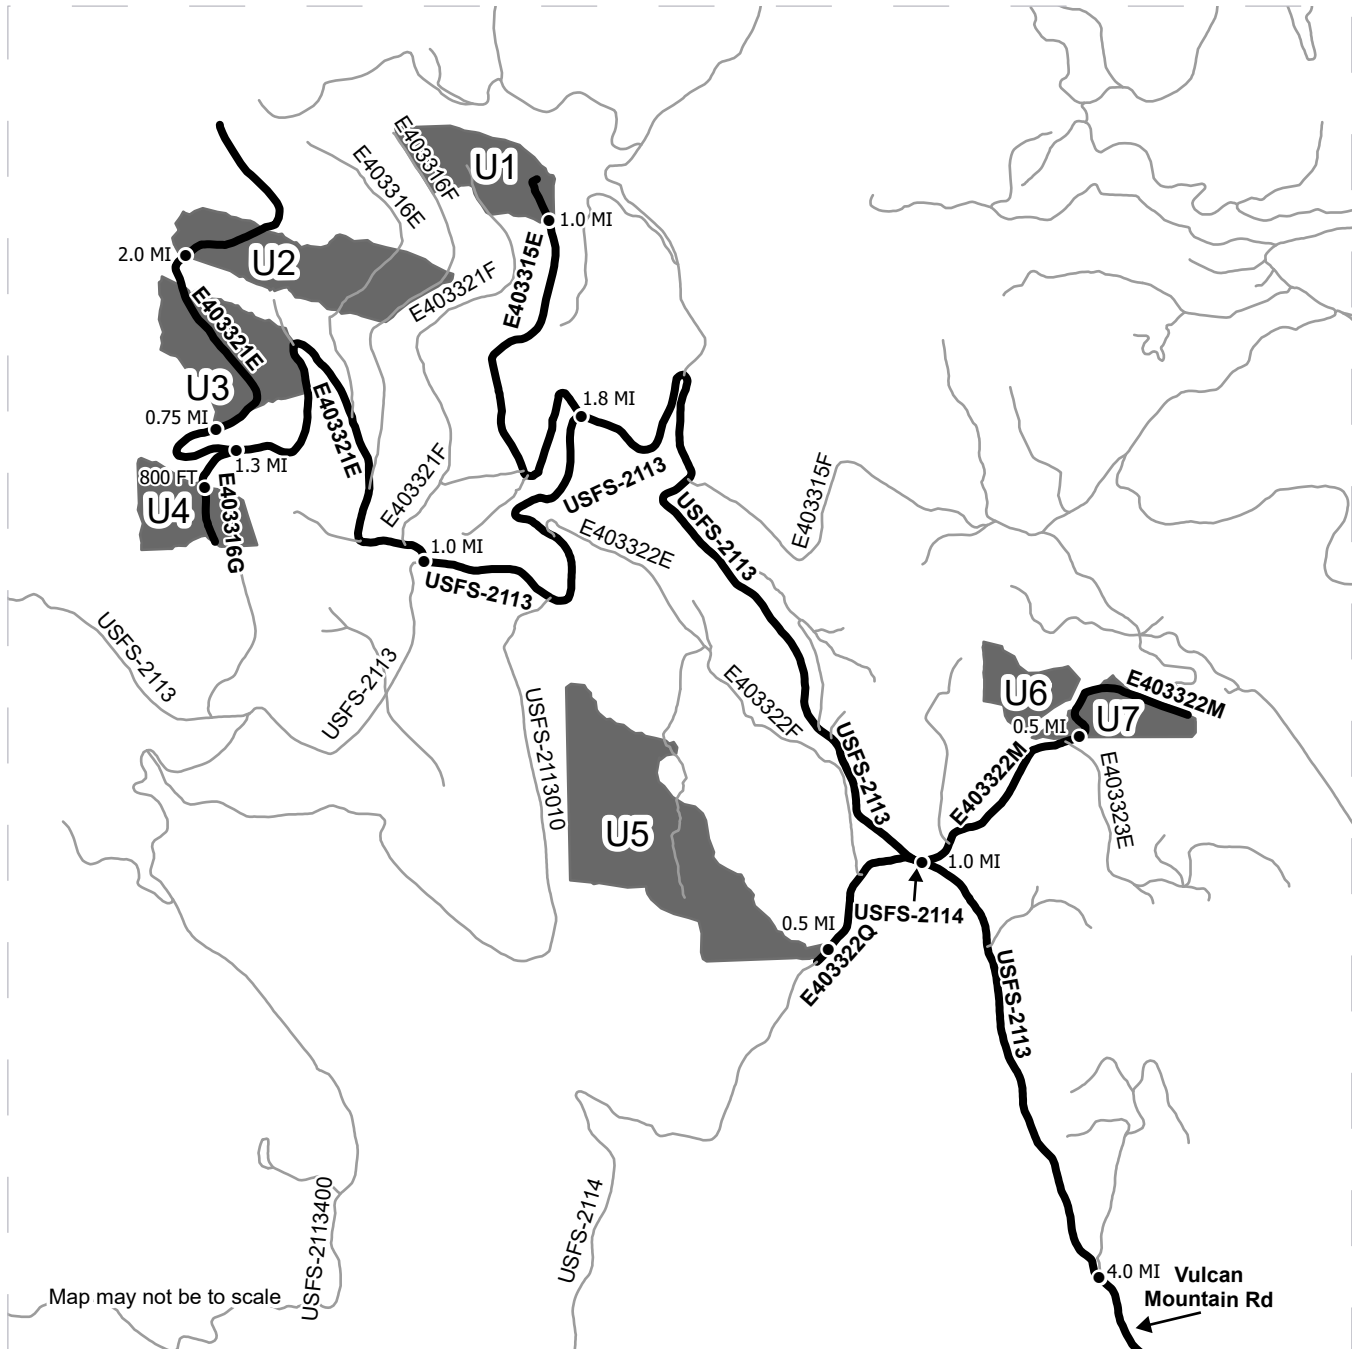 E403316F
U1
E403316E
1.0 MI
E403315E
2.0 MI
U2
E403321F
E403321E
U3
E403321E
0.75 MI
1.8 MI
1.3 MI
800 FT
U4
E403316G
E403321F
USFS-2113
USFS-2113
E403315F
E403322E
1.0 MI
USFS-2113
USFS-2113
USFS-2113
E403322F
USFS-2113010
U6
E403322M
0.5 MI
U7
USFS-2113
E403322M
E403323E
U5
1.0 MI
USFS-2114
0.5 MI
E403322Q
USFS-2113
USFS-2113400
USFS-2114
4.0 MI
Vulcan
Mountain Rd
Map may not be to scale